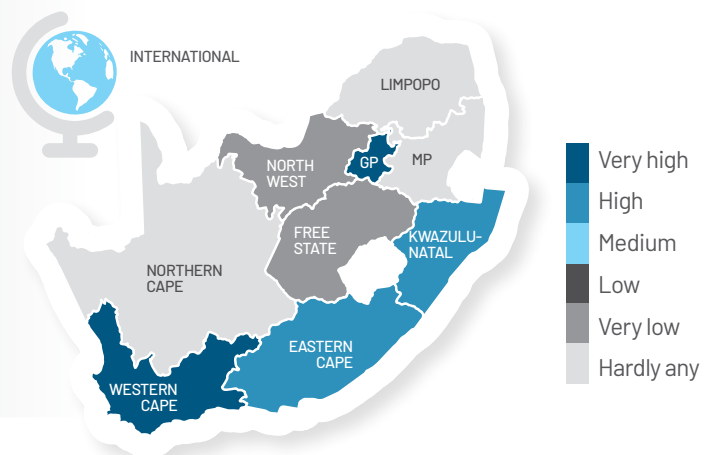 INTERNATIONAL
LIMPOPO
MP
GP
NORTH
WEST
FREE
STATE
KWAZULU-
NATAL
NORTHERN
CAPE
EASTERN
CAPE
WESTERN
CAPE
Very high
High
Medium
Low
Very low
Hardly any